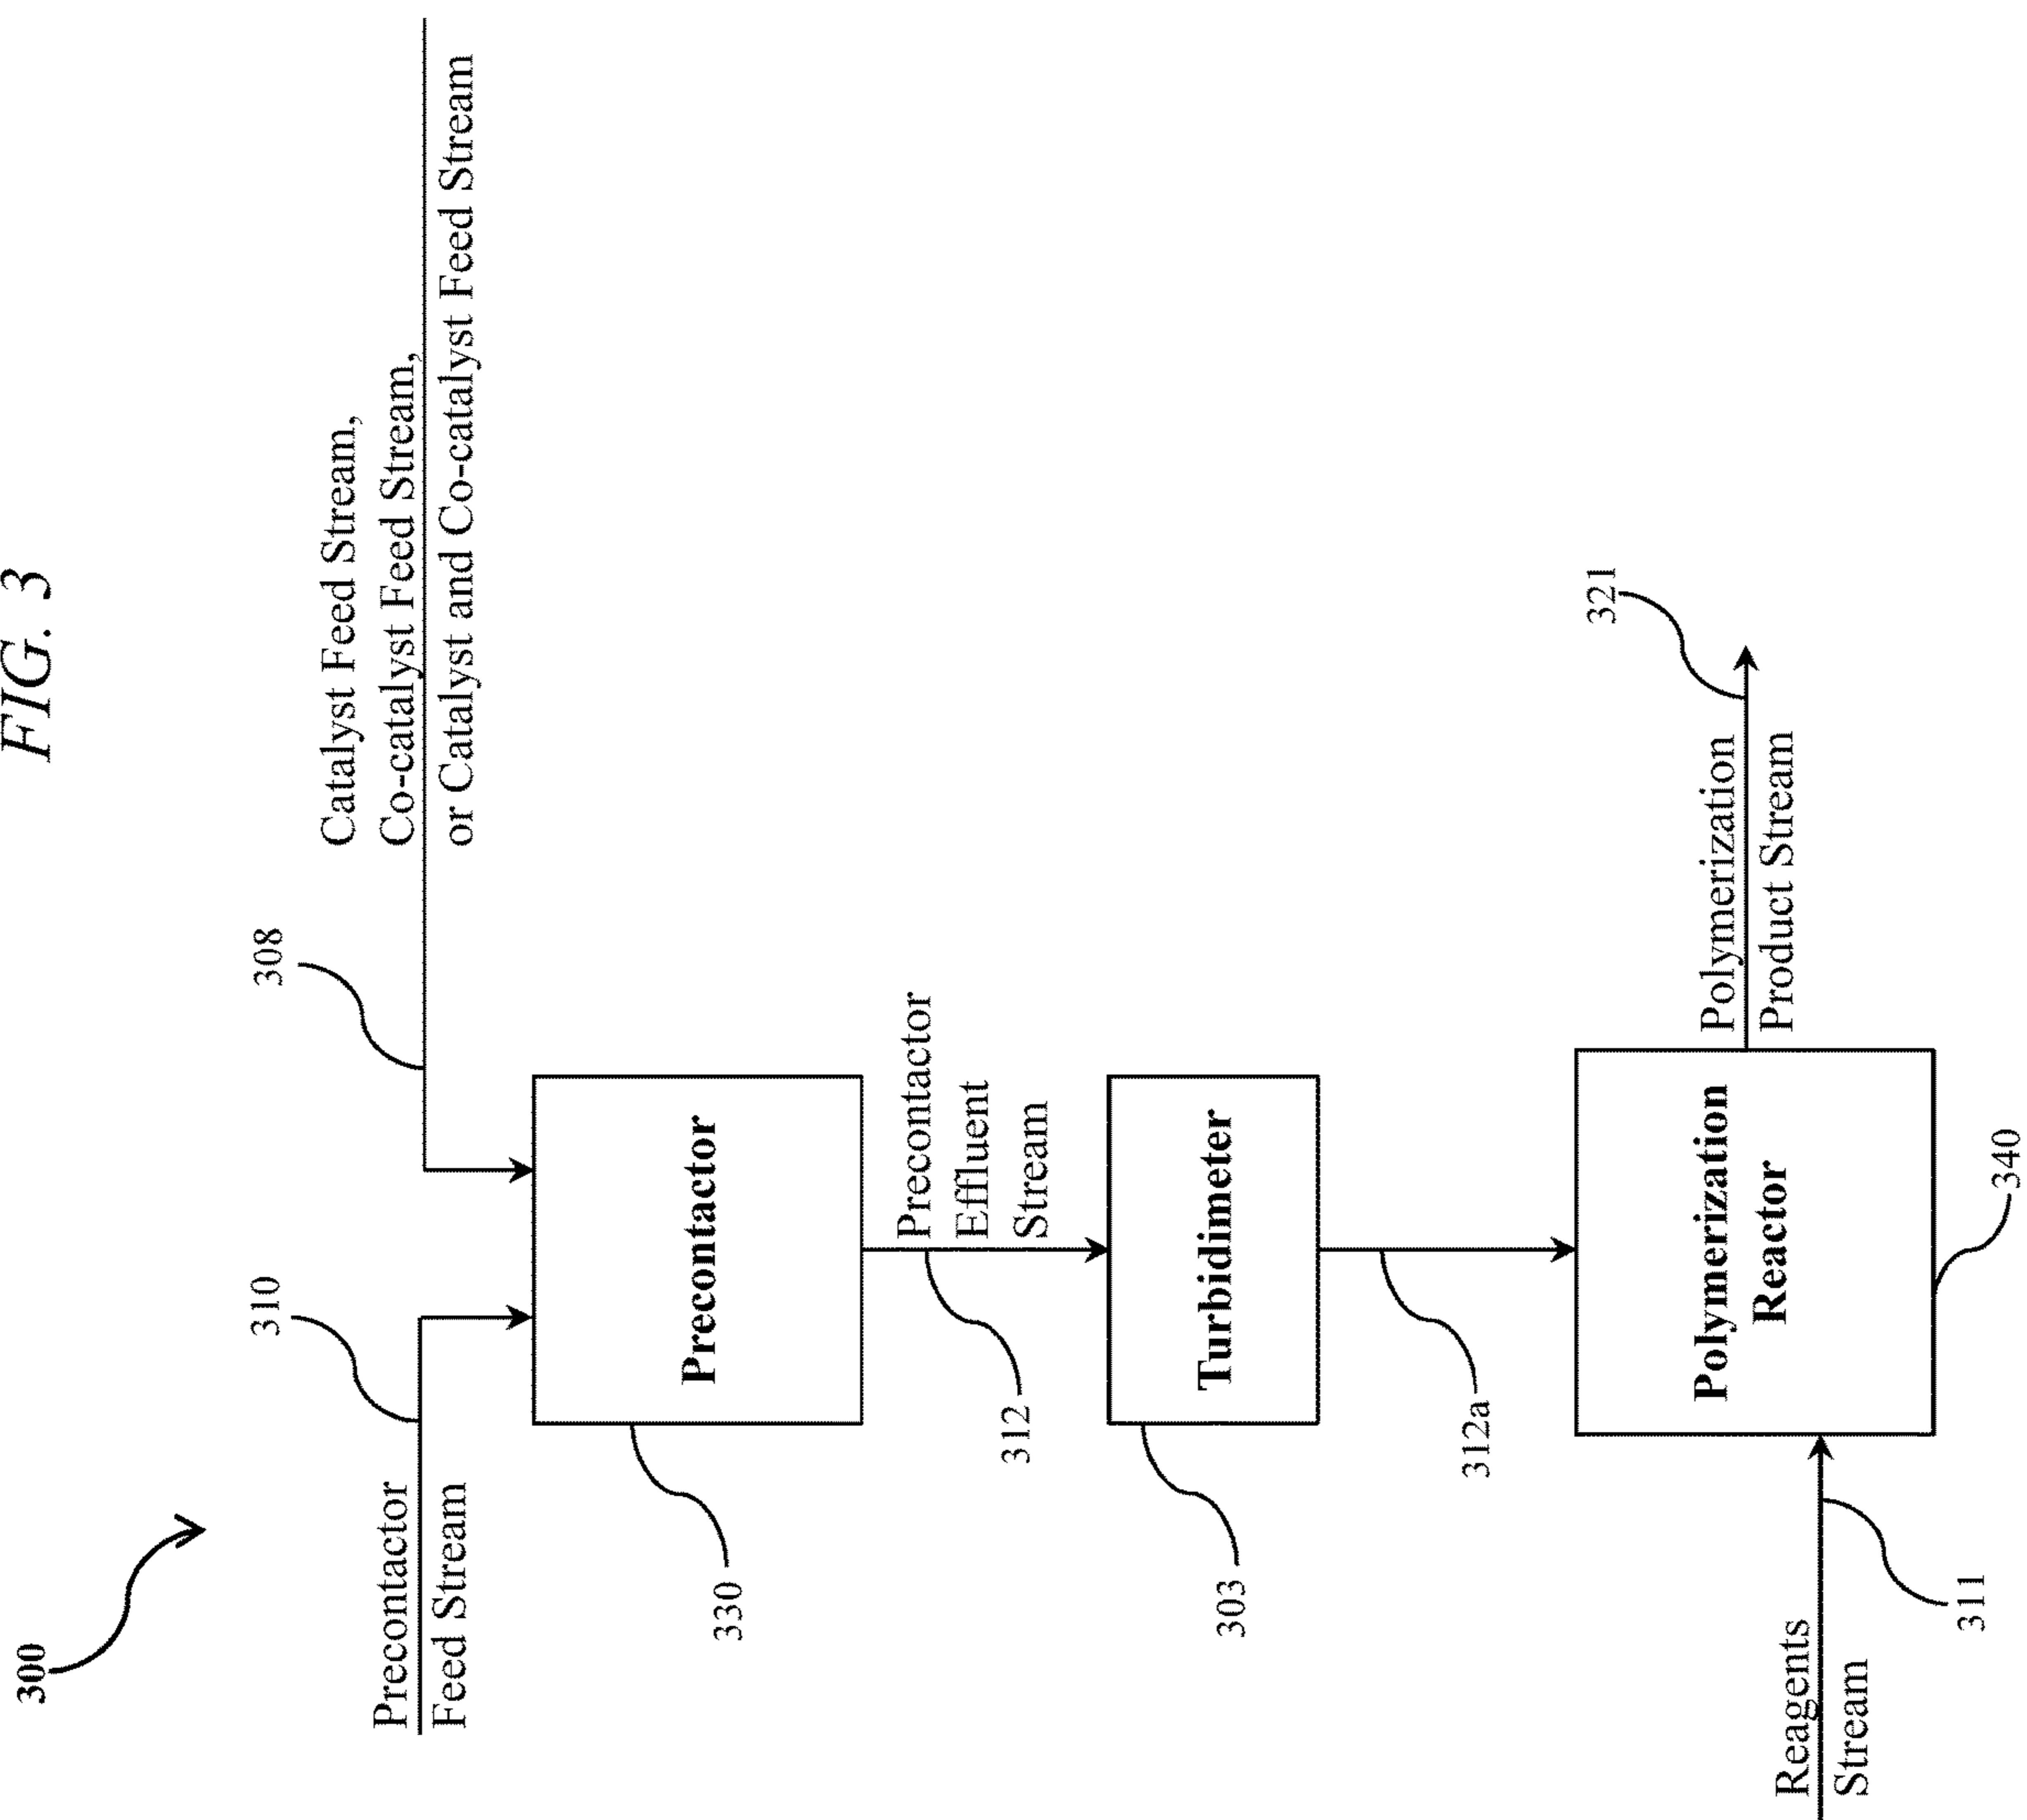 FIG. 3
300
310
308
Precontactor
Feed Stream
Catalyst Feed Stream,
Co-catalyst Feed Stream,
or Catalyst and Co-catalyst Feed Stream
330
Precontactor
312
Precontactor
Effluent
Stream
303
Turbidimeter
312a
321
Reagents
Stream
311
Polymerization
Reactor
340
Polymerization
Product Stream